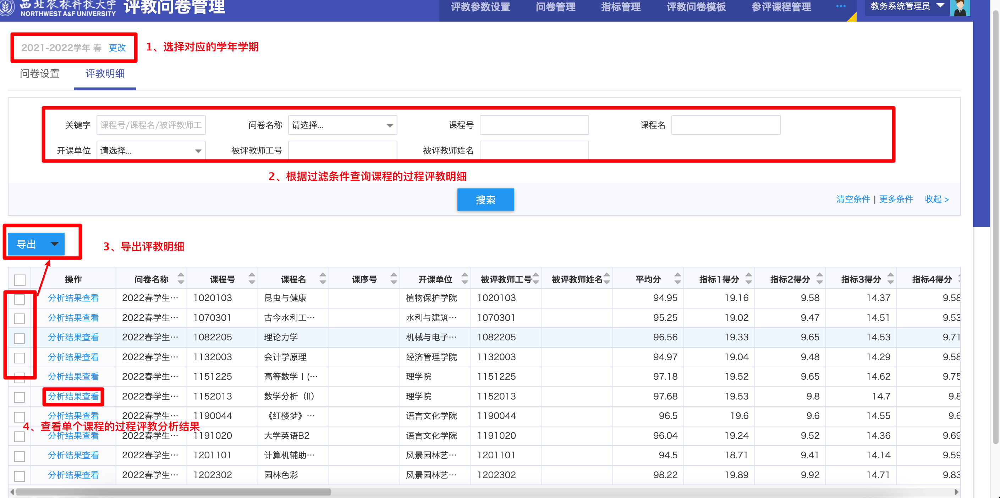 西北农林科技大学 评教问卷管理 评教参数设置 问卷管理 指标管理 评教问卷模板 参评课程管理 ••• 教务系统管理员
NORTHWEST A&F UNIVERSITY
2021-2022学年 春 更改 1、选择对应的学年学期
问卷设置 评教明细
关键字 课程号/课程名/被评教师工 问卷名称 请选择... 课程号 课程名
开课单位 请选择... 被评教师工号 被评教师姓名
2、根据过滤条件查询课程的过程评教明细
搜索 清空条件 | 更多条件 收起 >
导出 3、导出评教明细
操作 问卷名称 课程号 课程名 课序号 开课单位 被评教师工号 被评教师姓名 平均分 指标1得分 指标2得分 指标3得分 指标4得分
分析结果查看 2022春学生… 1020103 昆虫与健康 植物保护学院 1020103 94.95 19.16 9.58 14.37 9.58
分析结果查看 2022春学生… 1070301 古今水利工… 水利与建筑… 1070301 95.25 19.02 9.47 14.51 9.53
分析结果查看 2022春学生… 1082205 理论力学 机械与电子… 1082205 96.56 19.33 9.65 14.53 9.71
分析结果查看 2022春学生… 1132003 会计学原理 经济管理学院 1132003 94.97 19.04 9.48 14.29 9.58
分析结果查看 2022春学生… 1151225 高等数学Ⅰ(… 理学院 1151225 97.18 19.52 9.65 14.62 9.75
分析结果查看 2022春学生… 1152013 数学分析（II） 理学院 1152013 97.68 19.53 9.8 14.7 9.8
分析结果查看 2022春学生… 1190044 《红楼梦》… 语言文化学院 1190044 96.5 19.6 9.6 14.55 9.6
4、查看单个课程的过程评教分析结果
分析结果查看 2022春学生… 1191020 大学英语B2 语言文化学院 1191020 96.04 19.24 9.52 14.36 9.69
分析结果查看 2022春学生… 1201101 计算机辅助… 风景园林艺… 1201101 94.5 18.71 9.41 14.14 9.59
分析结果查看 2022春学生… 1202302 园林色彩 风景园林艺… 1202302 98.22 19.89 9.92 14.71 9.83